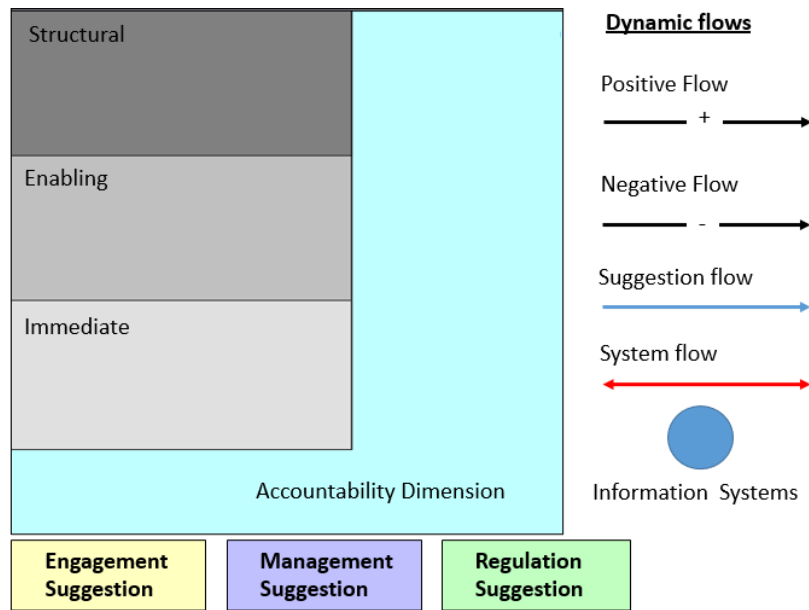 Structural
Enabling
Immediate
Accountability Dimension
Engagement
Suggestion
Management
Suggestion
Regulation
Suggestion
Dynamic flows
Positive Flow
+
Negative Flow
-
Suggestion flow
System flow
Information Systems